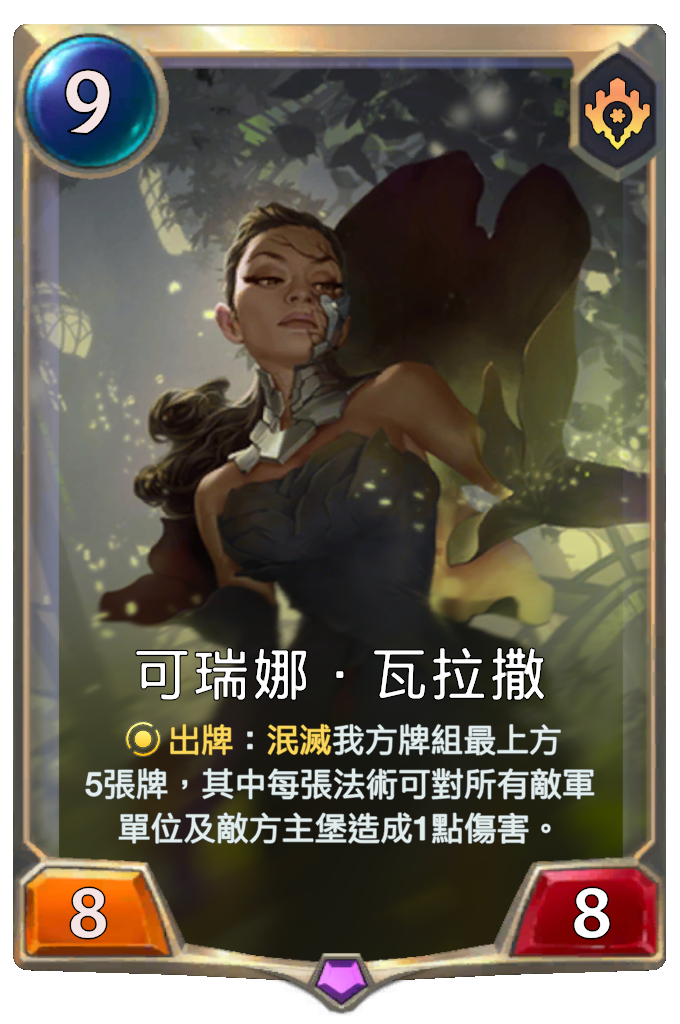 9
可瑞娜·瓦拉撒
出牌：泯滅我方牌組最上方
5張牌，其中每張法術可對所有敵軍
單位及敵方主堡造成1點傷害。
8
8